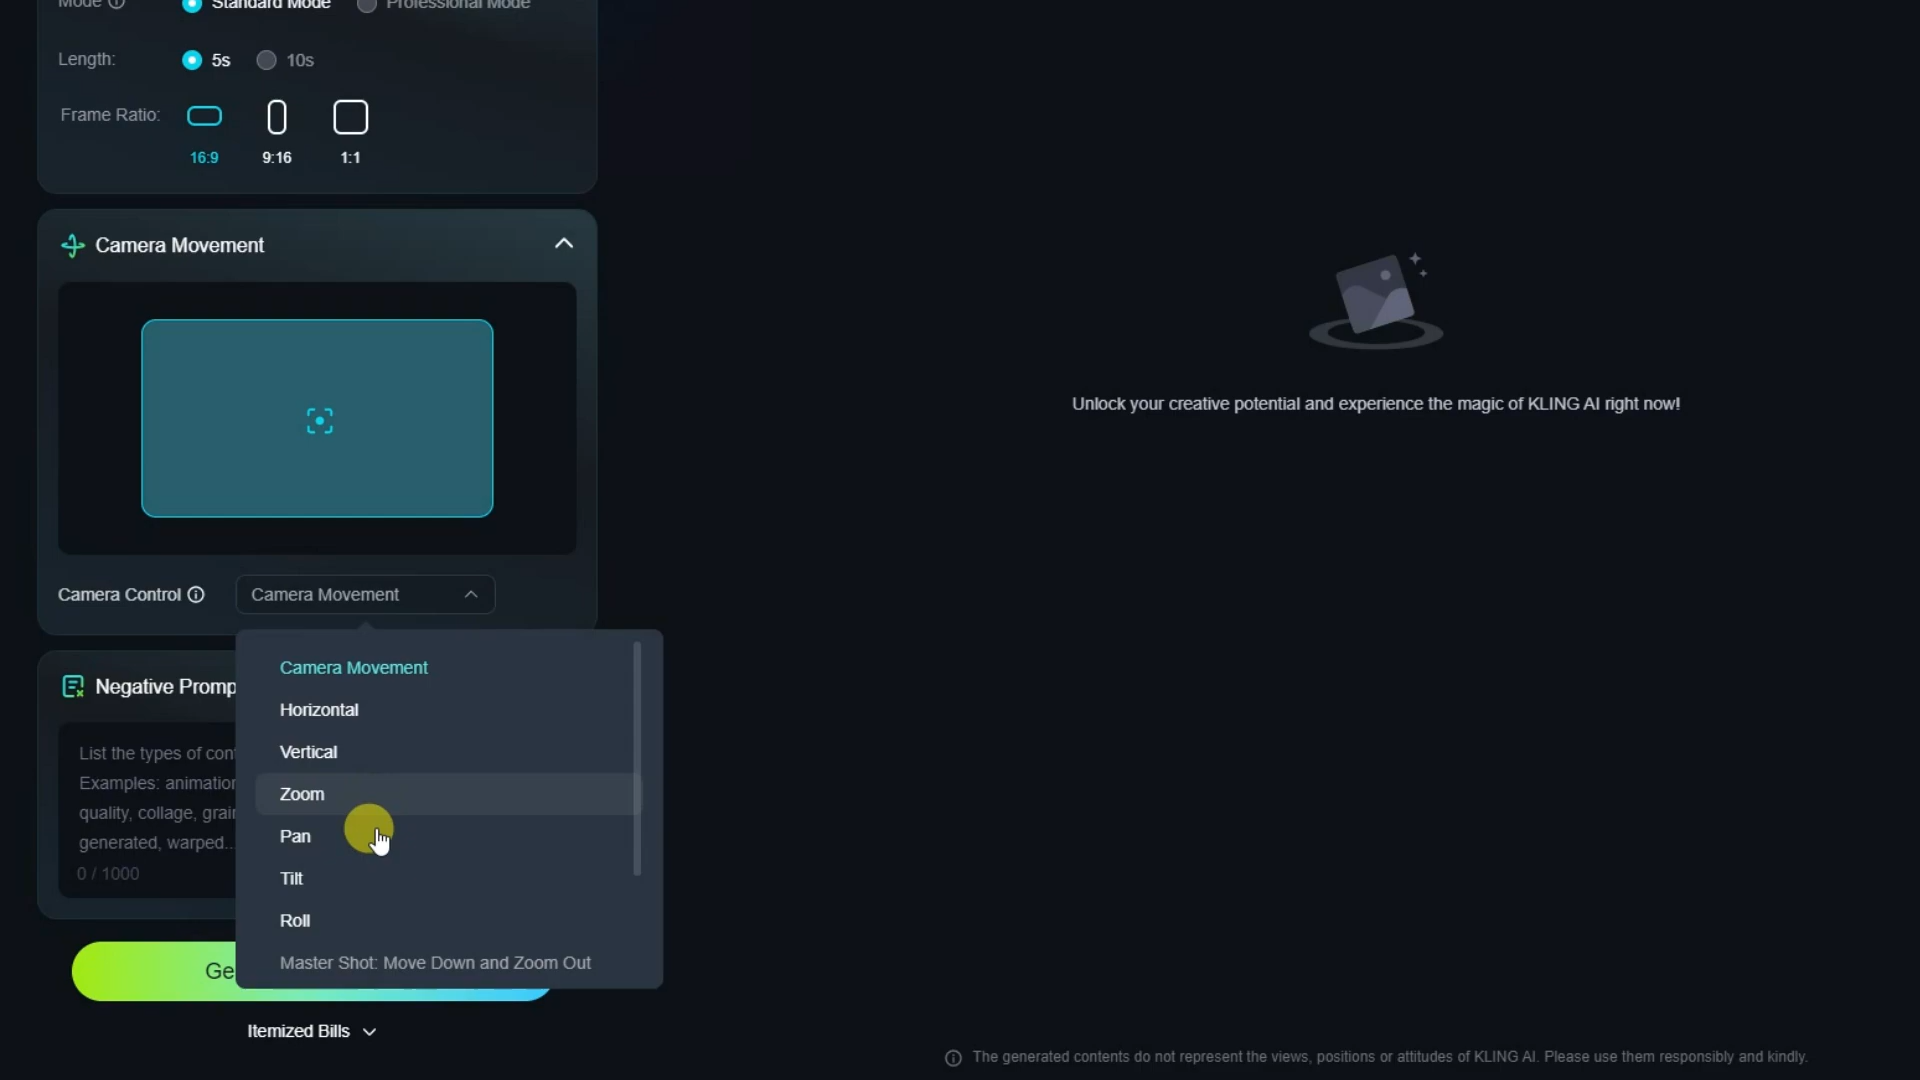 Mode
Standard Mode
Professional Mode
Length:
5s
10s
Frame Ratio:
16:9
9:16
1:1
Camera Movement
Camera Control
Camera Movement
Camera Movement
Horizontal
Vertical
Zoom
Pan
Tilt
Roll
Master Shot: Move Down and Zoom Out
Negative Promp
List the types of con
Examples: animation
quality, collage, grai
generated, warped...
0 / 1000
Ge
Itemized Bills
Unlock your creative potential and experience the magic of KLING AI right now!
The generated contents do not represent the views, positions or attitudes of KLING AI. Please use them responsibly and kindly.